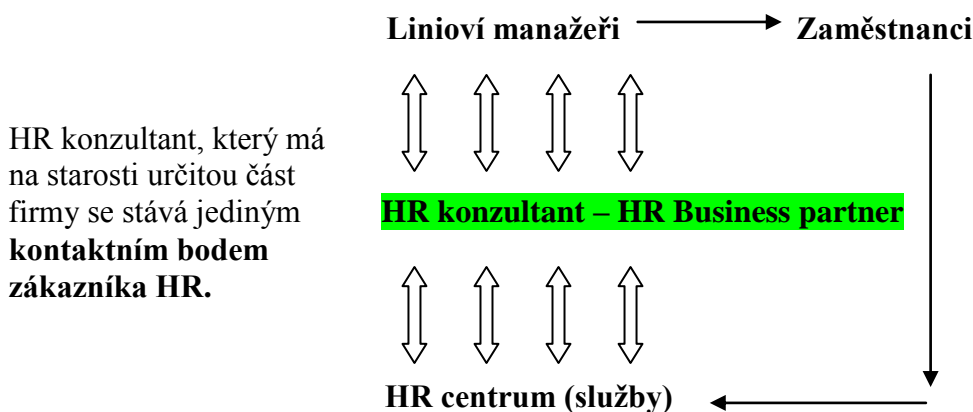 Linioví manažeři
Zaměstnanci
HR konzultant, který má
na starosti určitou část
firmy se stává jediným
kontaktním bodem
zákazníka HR.
HR konzultant – HR Business partner
HR centrum (služby)